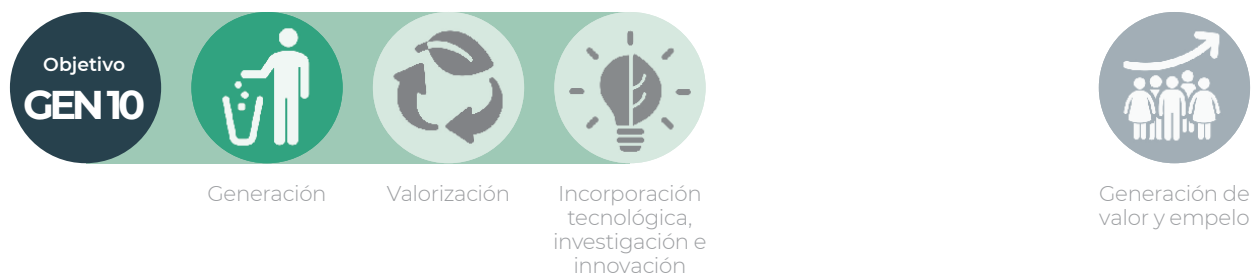 Objetivo
GEN 10
Generación
Valorización
Incorporación
tecnológica,
investigación e
innovación
Generación de
valor y empelo